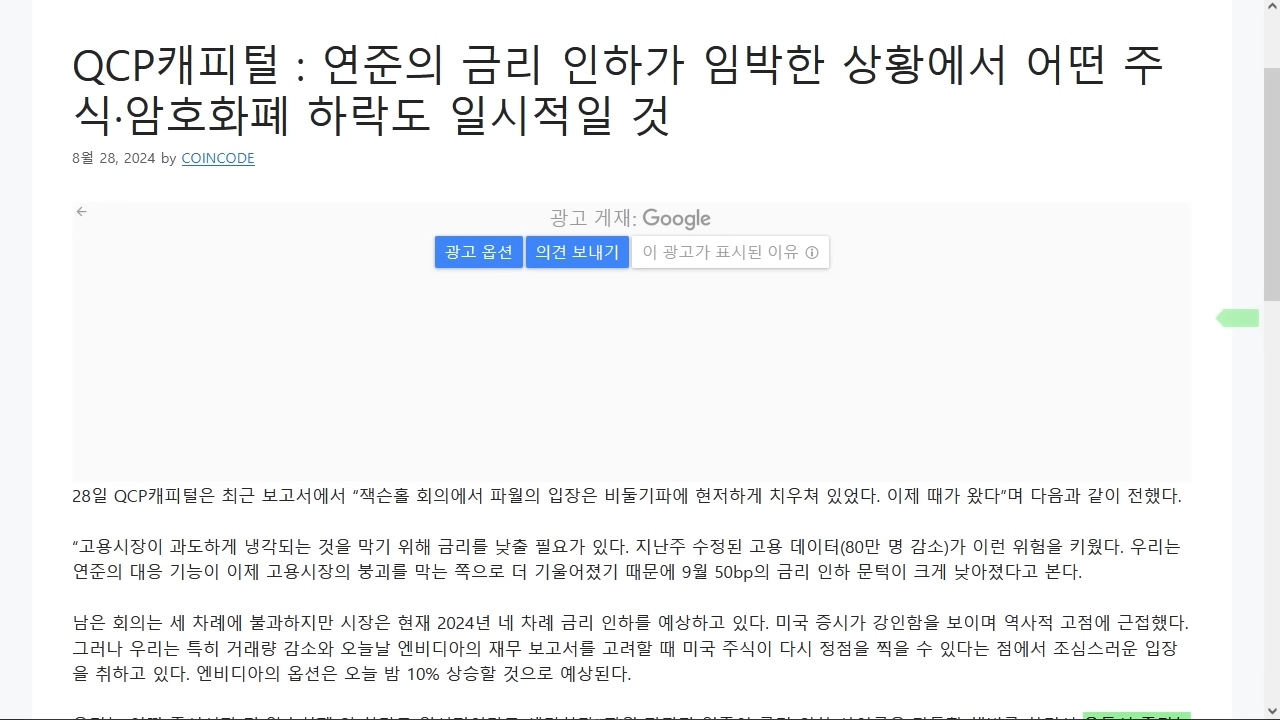 QCP캐피털 : 연준의 금리 인하가 임박한 상황에서 어떤 주
식·암호화폐 하락도 일시적일 것
8월 28, 2024 by COINCODE
광고 게재: Google
광고 옵션 의견 보내기 이 광고가 표시된 이유
28일 QCP캐피털은 최근 보고서에서 “잭슨홀 회의에서 파월의 입장은 비둘기파에 현저하게 치우쳐 있었다. 이제 때가 왔다”며 다음과 같이 전했다.
“고용시장이 과도하게 냉각되는 것을 막기 위해 금리를 낮출 필요가 있다. 지난주 수정된 고용 데이터(80만 명 감소)가 이런 위험을 키웠다. 우리는
연준의 대응 기능이 이제 고용시장의 붕괴를 막는 쪽으로 더 기울어졌기 때문에 9월 50bp의 금리 인하 문턱이 크게 낮아졌다고 본다.
남은 회의는 세 차례에 불과하지만 시장은 현재 2024년 네 차례 금리 인하를 예상하고 있다. 미국 증시가 강인함을 보이며 역사적 고점에 근접했다.
그러나 우리는 특히 거래량 감소와 오늘날 엔비디아의 재무 보고서를 고려할 때 미국 주식이 다시 정점을 찍을 수 있다는 점에서 조심스러운 입장
을 취하고 있다. 엔비디아의 옵션은 오늘 밤 10% 상승할 것으로 예상된다.